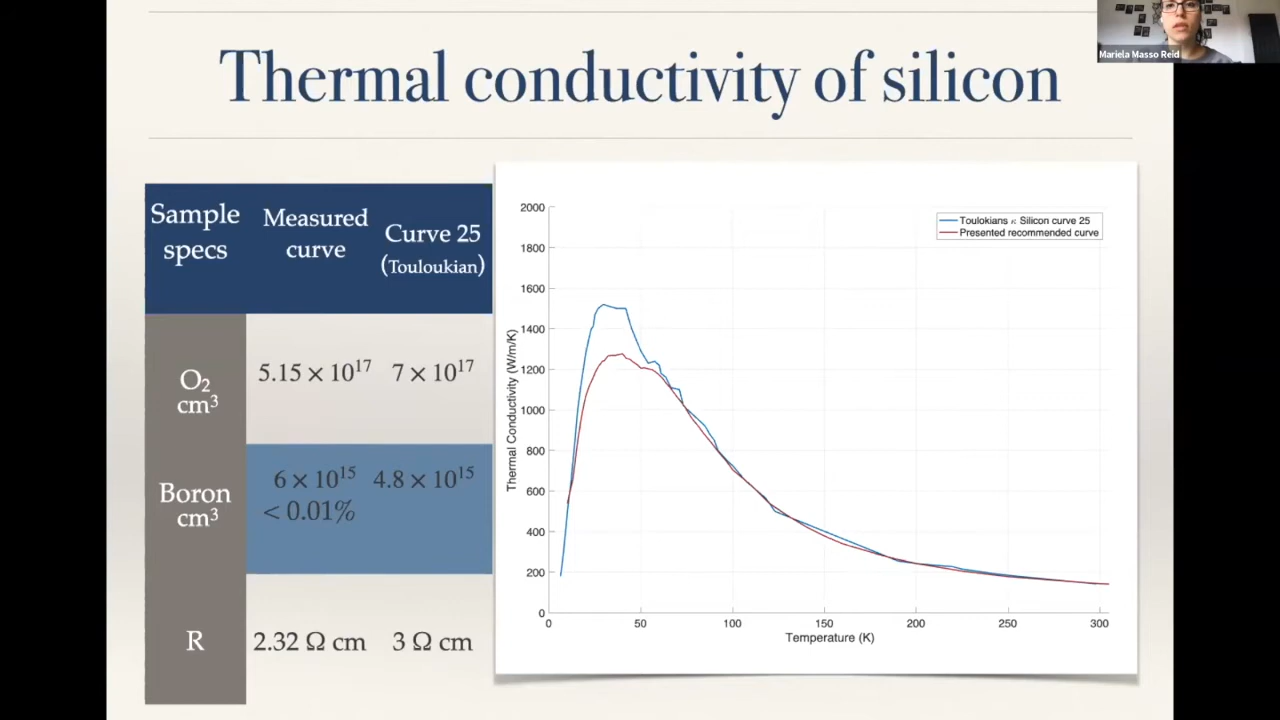 Mariela Masso Reid
Thermal conductivity of silicon
Sample specs
Measured curve
Curve 25 (Touloukian)
O₂ cm³
5.15 × 10¹⁷
7 × 10¹⁷
Boron cm³
6 × 10¹⁵ < 0.01%
4.8 × 10¹⁵
R
2.32 Ω cm
3 Ω cm
Toulokians κ Silicon curve 25
Presented recommended curve
Thermal Conductivity (W/m/K)
2000
1800
1600
1400
1200
1000
800
600
400
200
0
0 50 100 150 200 250 300
Temperature (K)